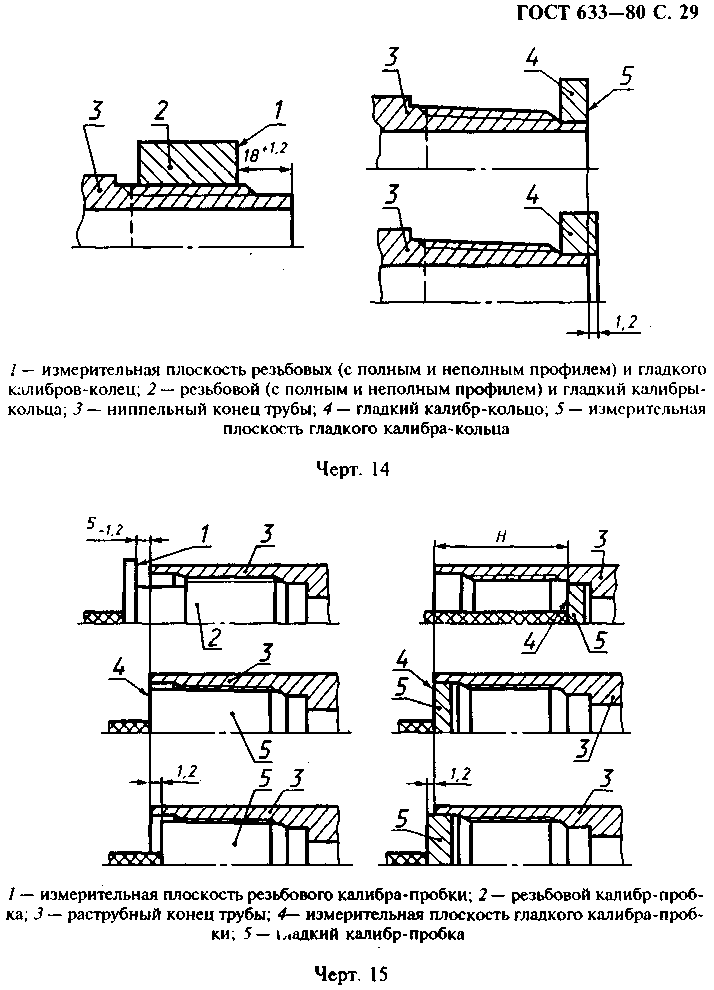 ГОСТ 633—80 С. 29
3 2 1
18+1,2
3 4 5
3 4
1,2
1 — измерительная плоскость резьбовых (с полным и неполным профилем) и гладкого
калибров-колец; 2 — резьбовой (с полным и неполным профилем) и гладкий калибры-
кольца; 3 — ниппельный конец трубы; 4 — гладкий калибр-кольцо; 5 — измерительная
плоскость гладкого калибра-кольца
Черт. 14
5-1,2 1 3
2
H 3
4 5
4 3
5
4
5
3
1,2 5 3
1,2 3
5
1 — измерительная плоскость резьбового калибра-пробки; 2 — резьбовой калибр-проб-
ка; 3 — раструбный конец трубы; 4— измерительная плоскость гладкого калибра-проб-
ки; 5 — гладкий калибр-пробка
Черт. 15